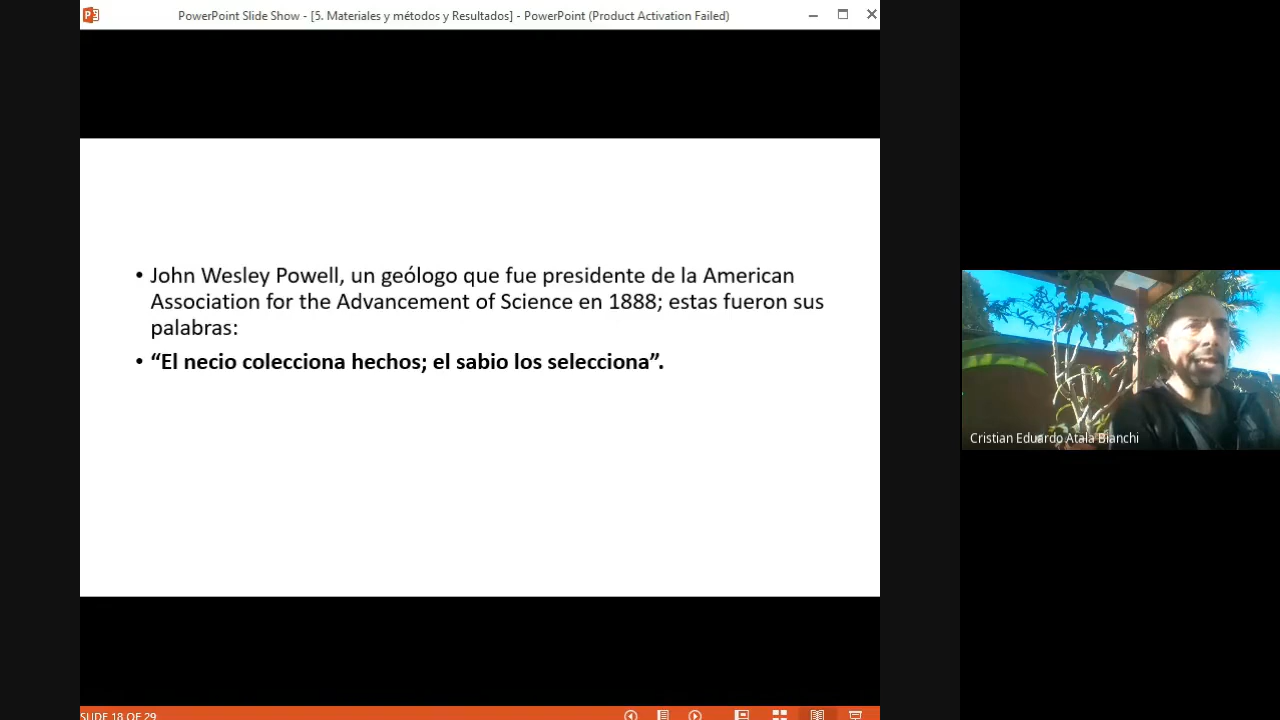 PowerPoint Slide Show - [5. Materiales y métodos y Resultados] - PowerPoint (Product Activation Failed)
• John Wesley Powell, un geólogo que fue presidente de la American
Association for the Advancement of Science en 1888; estas fueron sus
palabras:
• “El necio colecciona hechos; el sabio los selecciona”.
Cristian Eduardo Atala Bianchi
SLIDE 18 OF 29